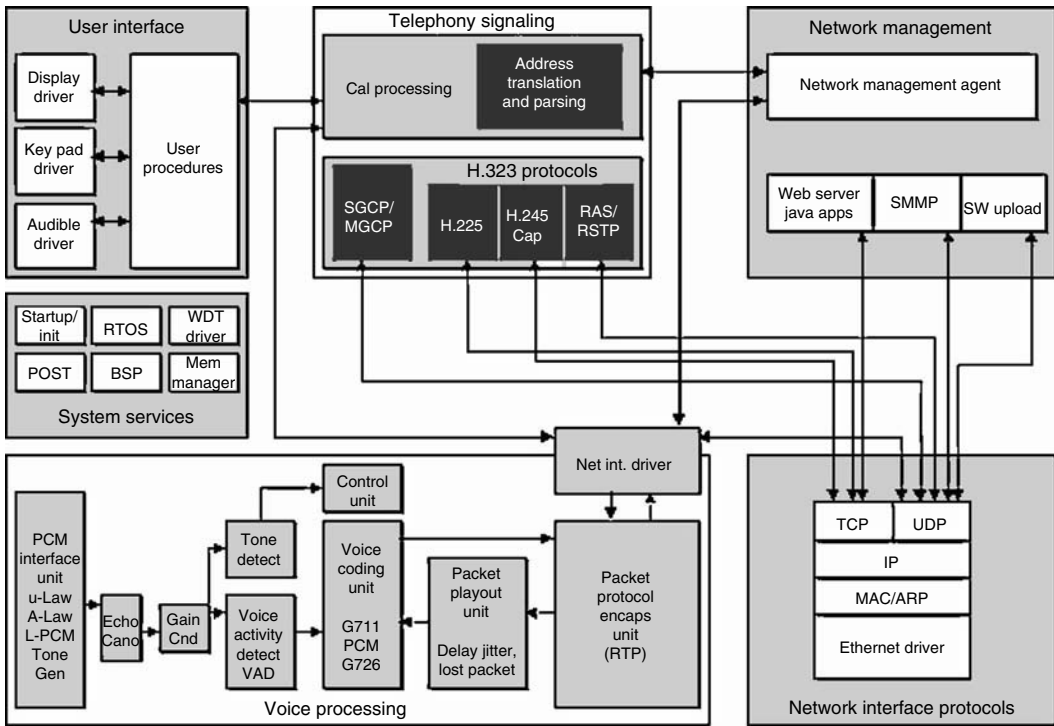 User interface
Display
driver
Key pad
driver
Audible
driver
User
procedures
Telephony signaling
Cal processing
Address
translation
and parsing
H.323 protocols
SGCP/
MGCP
H.225
H.245
Cap
RAS/
RSTP
Network management
Network management agent
Web server
java apps
SMMP
SW upload
Startup/
init
RTOS
WDT
driver
POST
BSP
Mem
manager
System services
Net int. driver
PCM
interface
unit
u-Law
A-Law
L-PCM
Tone
Gen
Echo
Cano
Gain
Cnd
Tone
detect
Control
unit
Voice
activity
detect
VAD
Voice
coding
unit
G711
PCM
G726
Packet
playout
unit
Delay jitter,
lost packet
Packet
protocol
encaps
unit
(RTP)
Voice processing
TCP
UDP
IP
MAC/ARP
Ethernet driver
Network interface protocols